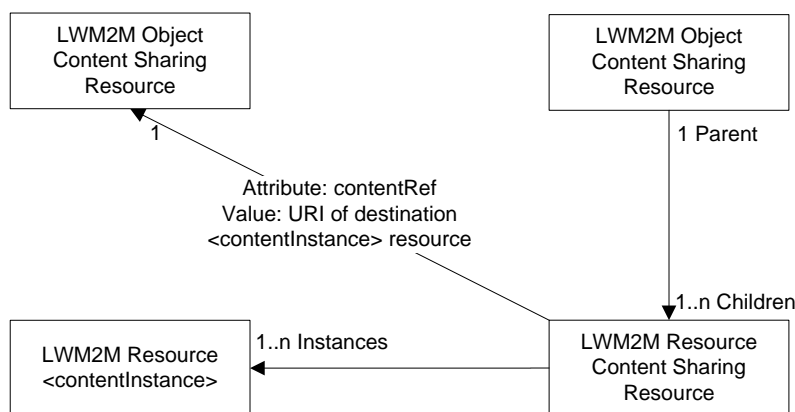 LWM2M Object
Content Sharing
Resource
LWM2M Object
Content Sharing
Resource
1
1 Parent
Attribute: contentRef
Value: URI of destination
<contentInstance> resource
1..n Children
LWM2M Resource
<contentInstance>
1..n Instances
LWM2M Resource
Content Sharing
Resource